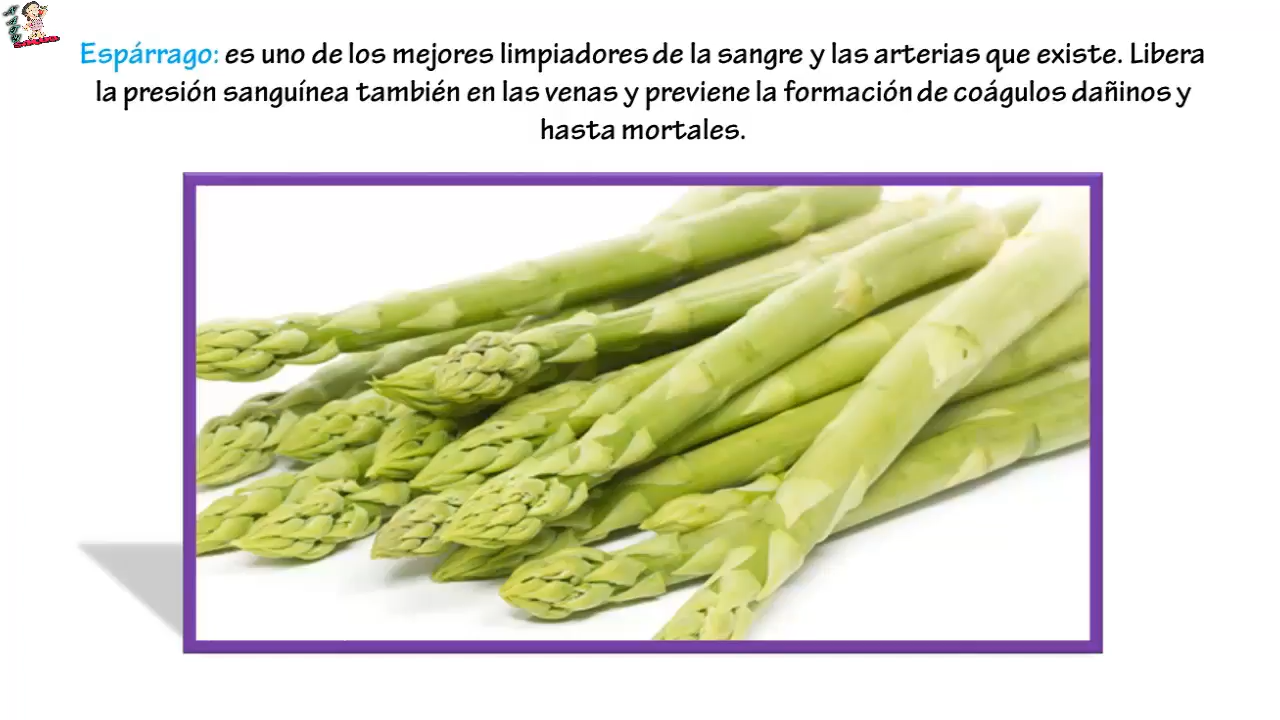 Espárrago: es uno de los mejores limpiadores de la sangre y las arterias que existe. Libera
la presión sanguínea también en las venas y previene la formación de coágulos dañinos y
hasta mortales.